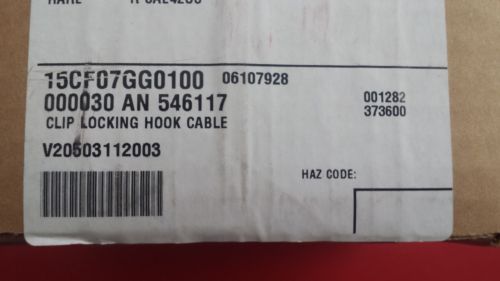 15CF07GG0100 06107928
000030 AN 546117 001282
CLIP LOCKING HOOK CABLE 373600
V20503112003
HAZ CODE: